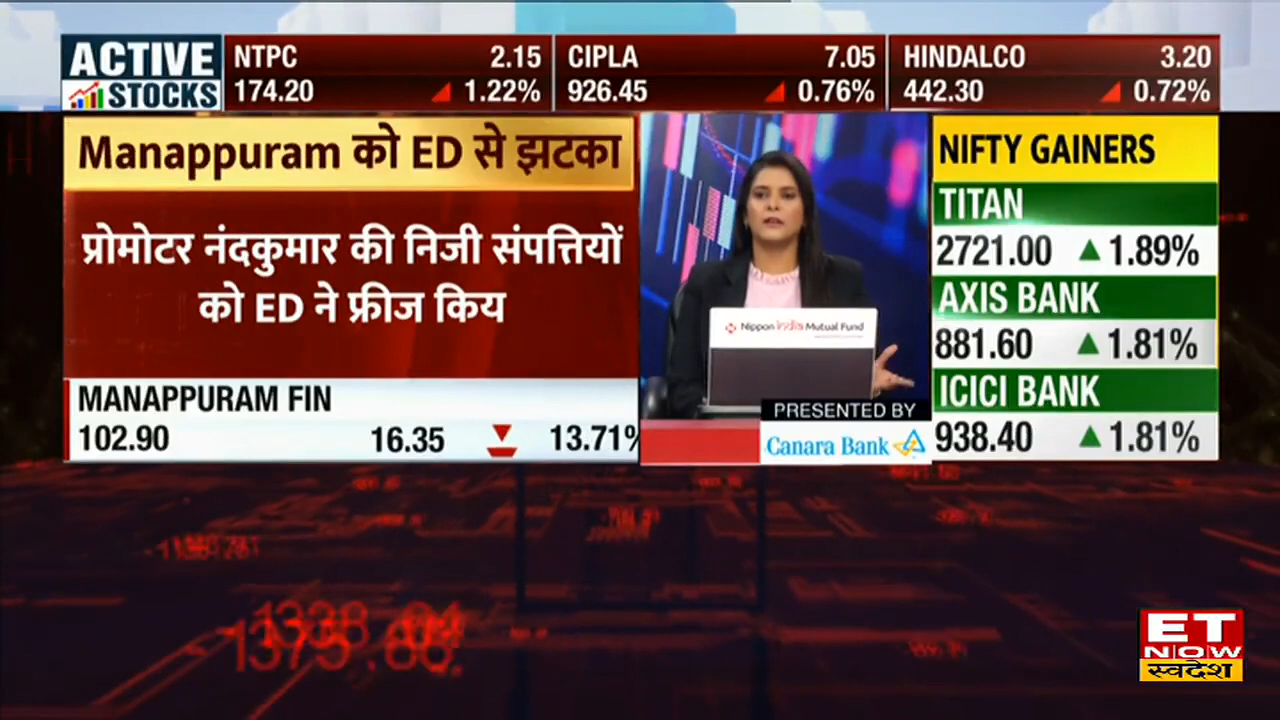 ACTIVE STOCKS
NTPC 2.15
174.20 1.22%
CIPLA 7.05
926.45 0.76%
HINDALCO 3.20
442.30 0.72%
Manappuram को ED से झटका
प्रोमोटर नंदकुमार की निजी संपत्तियों
को ED ने फ्रीज किय
MANAPPURAM FIN
102.90 16.35 13.71%
Nippon india Mutual Fund
PRESENTED BY
Canara Bank
NIFTY GAINERS
TITAN
2721.00 1.89%
AXIS BANK
881.60 1.81%
ICICI BANK
938.40 1.81%
ET
NOW
स्वदेश